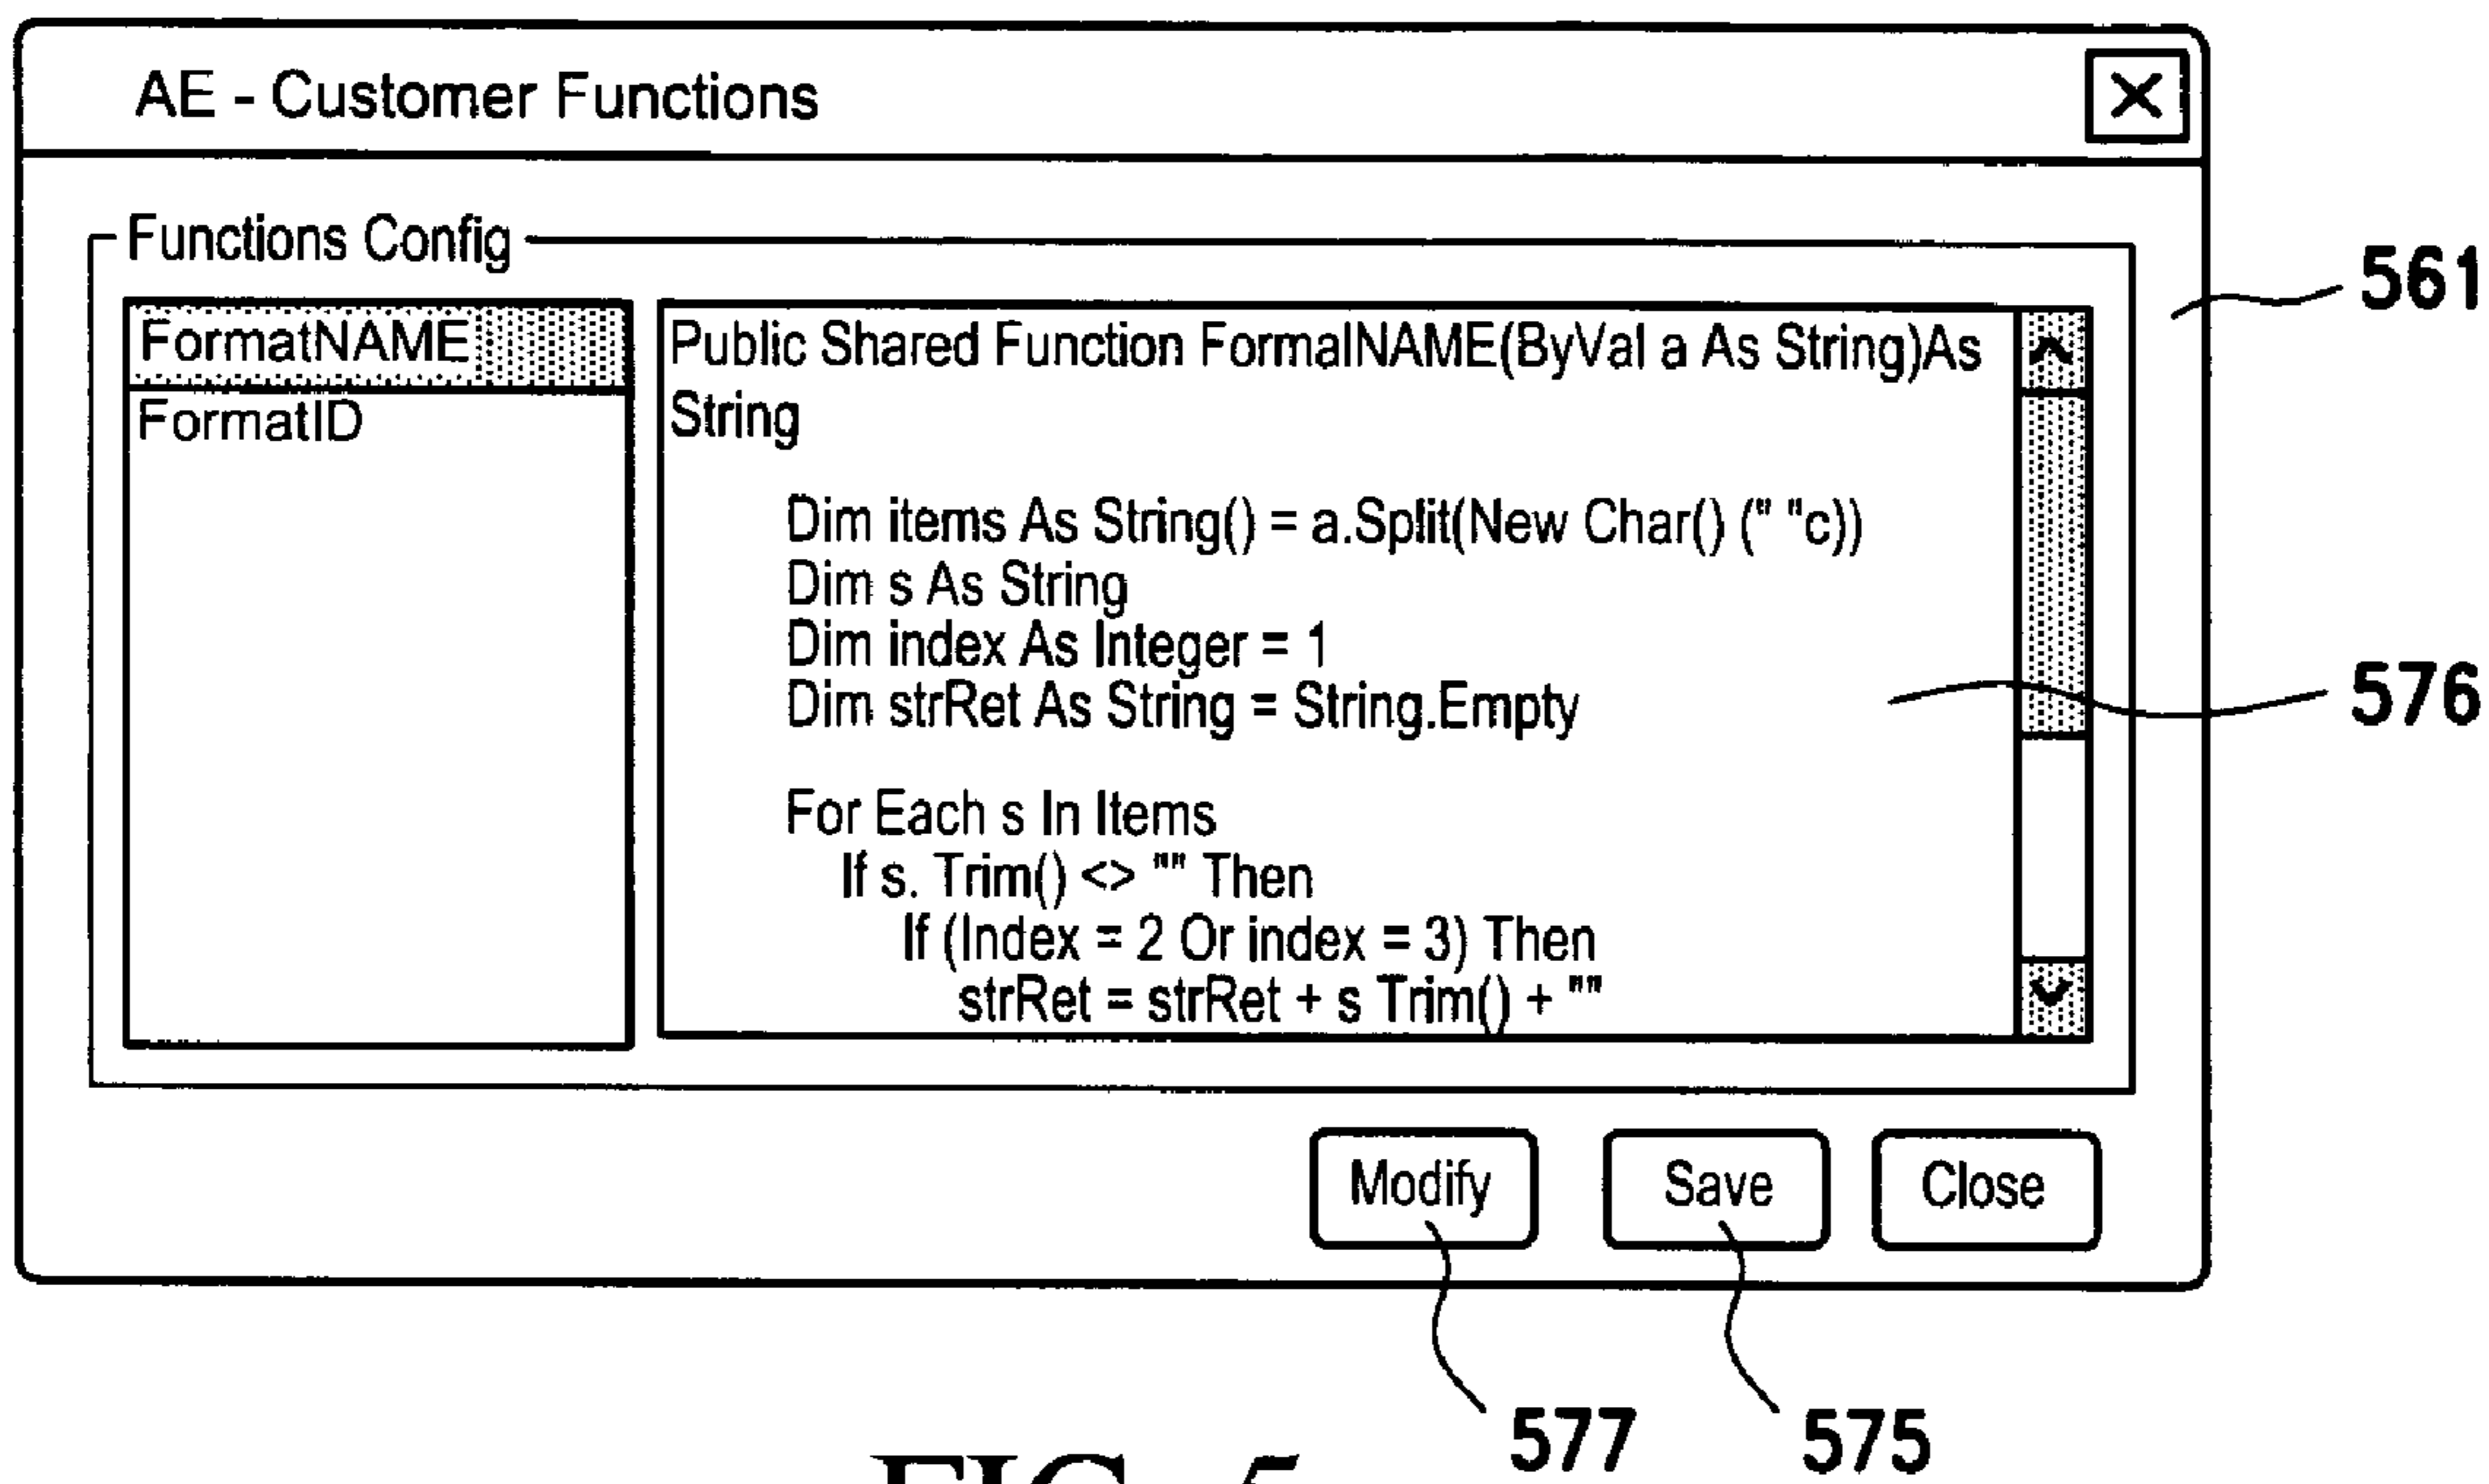 AE - Customer Functions
Functions Config
FormatNAME
FormatID
Public Shared Function FormalNAME(ByVal a As String)As
String
Dim items As String() = a.Split(New Char() (" "c))
Dim s As String
Dim index As Integer = 1
Dim strRet As String = String.Empty
For Each s In Items
If s. Trim() <> "" Then
If (Index = 2 Or index = 3) Then
strRet = strRet + s Trim() + ""
561
576
Modify
Save
Close
577
575
FIG. 5